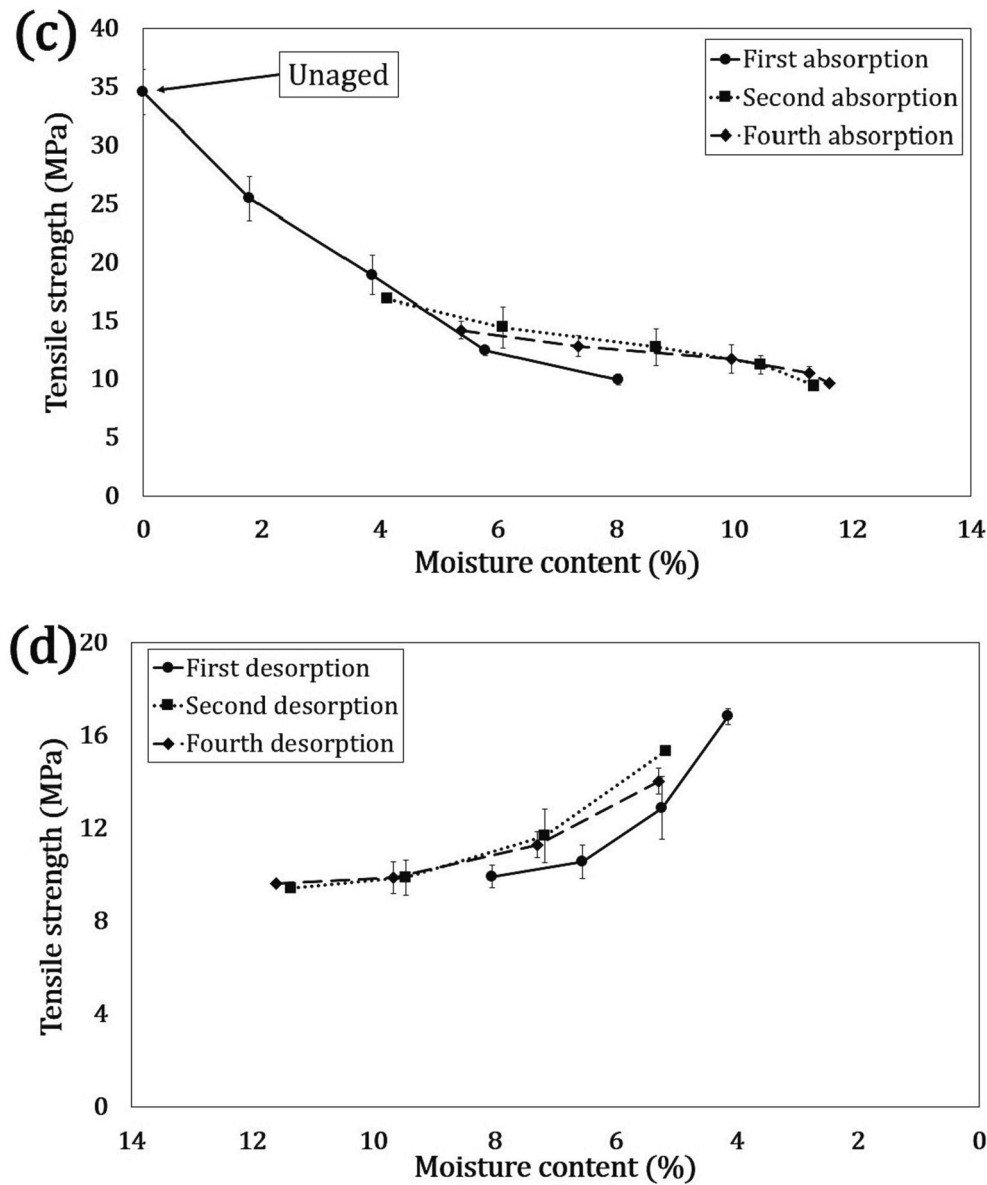 (c)
40
35
30
25
20
15
10
5
0
Tensile strength (MPa)
Unaged
First absorption
Second absorption
Fourth absorption
0 2 4 6 8 10 12 14
Moisture content (%)
(d)
20
16
12
8
4
0
Tensile strength (MPa)
First desorption
Second desorption
Fourth desorption
14 12 10 8 6 4 2 0
Moisture content (%)